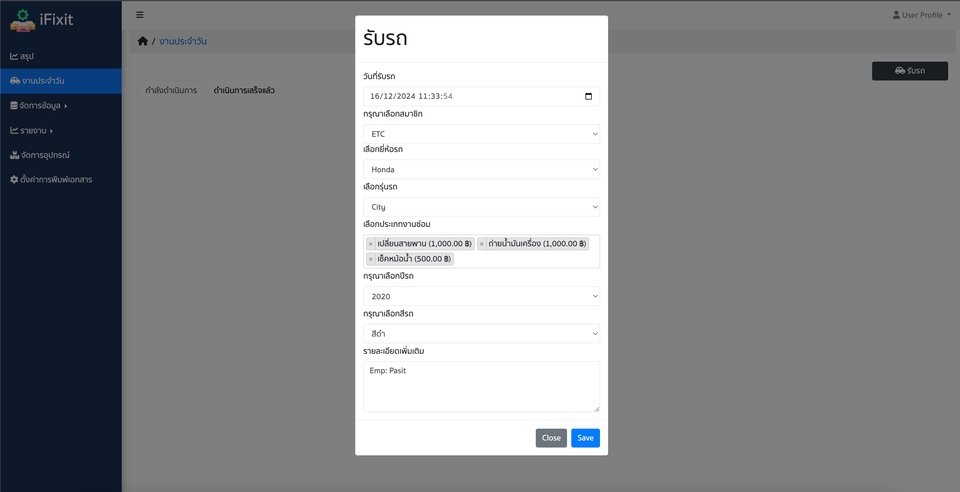 iFixit
User Profile
สรุป
งานประจำวัน
จัดการข้อมูล
รายงาน
จัดการอุปกรณ์
ตั้งค่าการพิมพ์เอกสาร
/ งานประจำวัน
รับรถ
กำลังดำเนินการ
ดำเนินการเสร็จแล้ว
รับรถ
วันที่รับรถ
16/12/2024 11:33:54
กรุณาเลือกสมาชิก
ETC
เลือกยี่ห้อรถ
Honda
เลือกรุ่นรถ
City
เลือกประเภทงานซ่อม
× เปลี่ยนสายพาน (1,000.00 ฿) × ถ่ายน้ำมันเครื่อง (1,000.00 ฿)
× เช็คหม้อน้ำ (500.00 ฿)
กรุณาเลือกปีรถ
2020
กรุณาเลือกสีรถ
สีดำ
รายละเอียดเพิ่มเติม
Emp: Pasit
Close Save